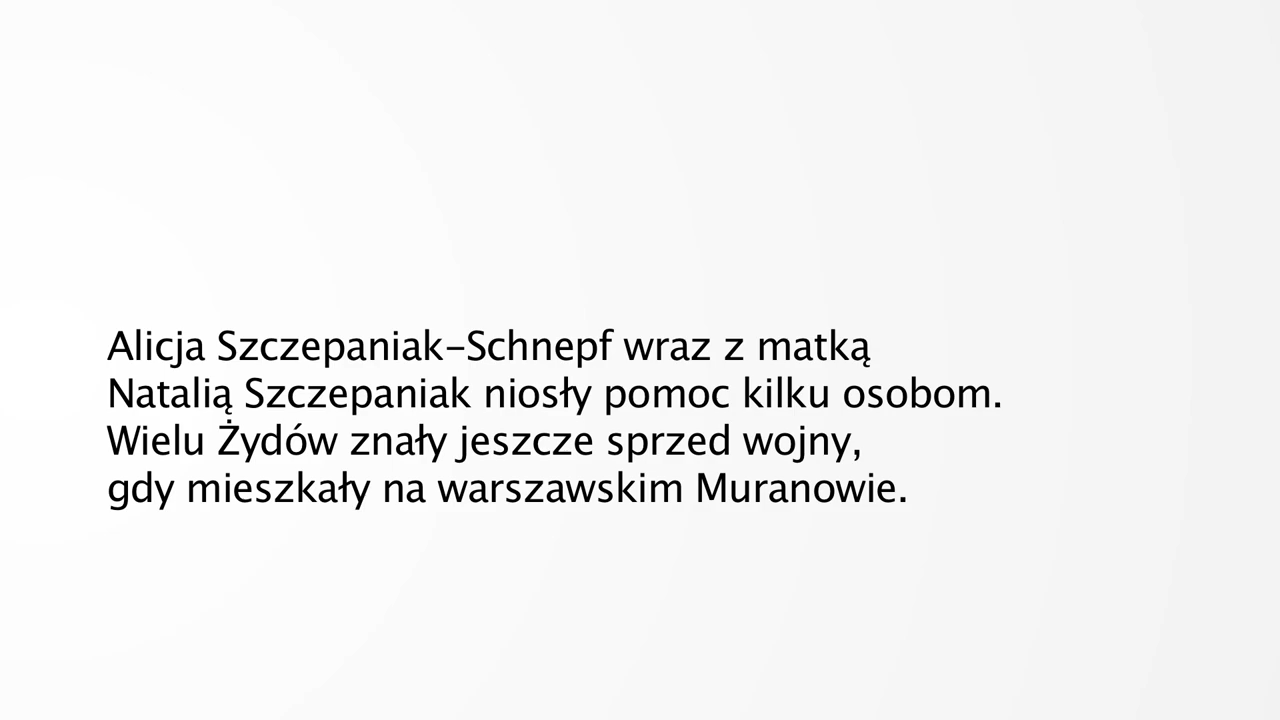 Alicja Szczepaniak-Schnepf wraz z matką
Natalią Szczepaniak niosły pomoc kilku osobom.
Wielu Żydów znały jeszcze sprzed wojny,
gdy mieszkały na warszawskim Muranowie.